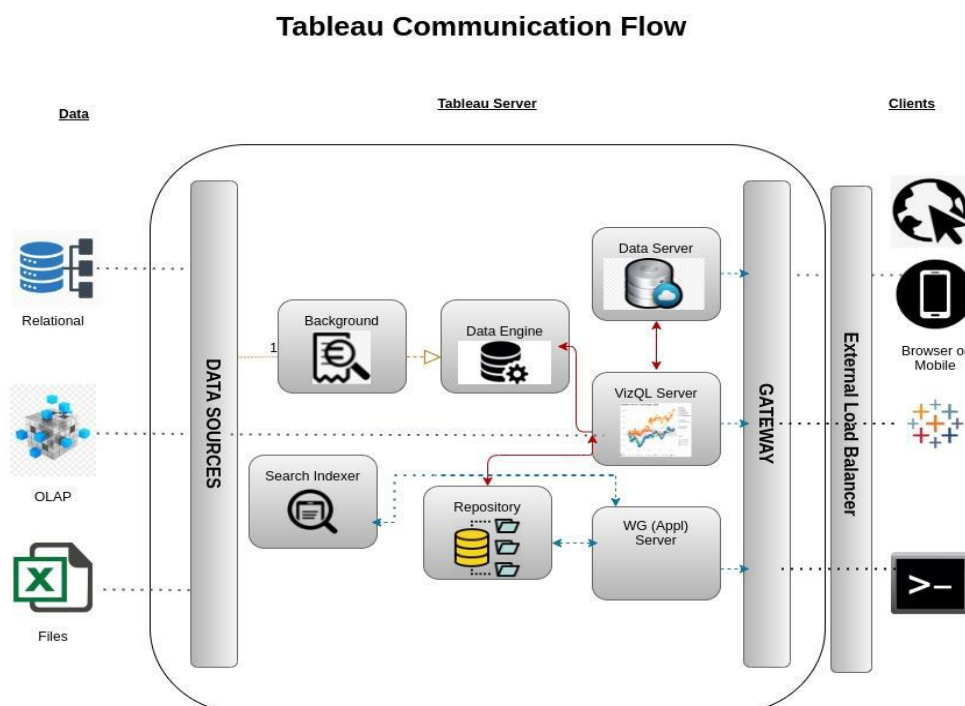 Tableau Communication Flow
Data
Tableau Server
Clients
Relational
OLAP
Files
DATA SOURCES
1
Background
Data Engine
Data Server
VizQL Server
Search Indexer
Repository
WG (Appl)
Server
GATEWAY
External Load Balancer
Browser or
Mobile
>–